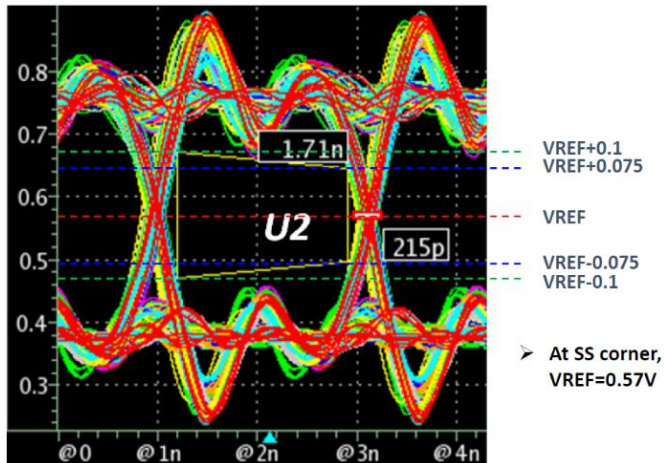 0.8
0.7
0.6
0.5
0.4
0.3
1.71n
U2
215p
@0 @1n @2n @3n @4n
VREF+0.1
VREF+0.075
VREF
VREF-0.075
VREF-0.1
➢ At SS corner,
VREF=0.57V